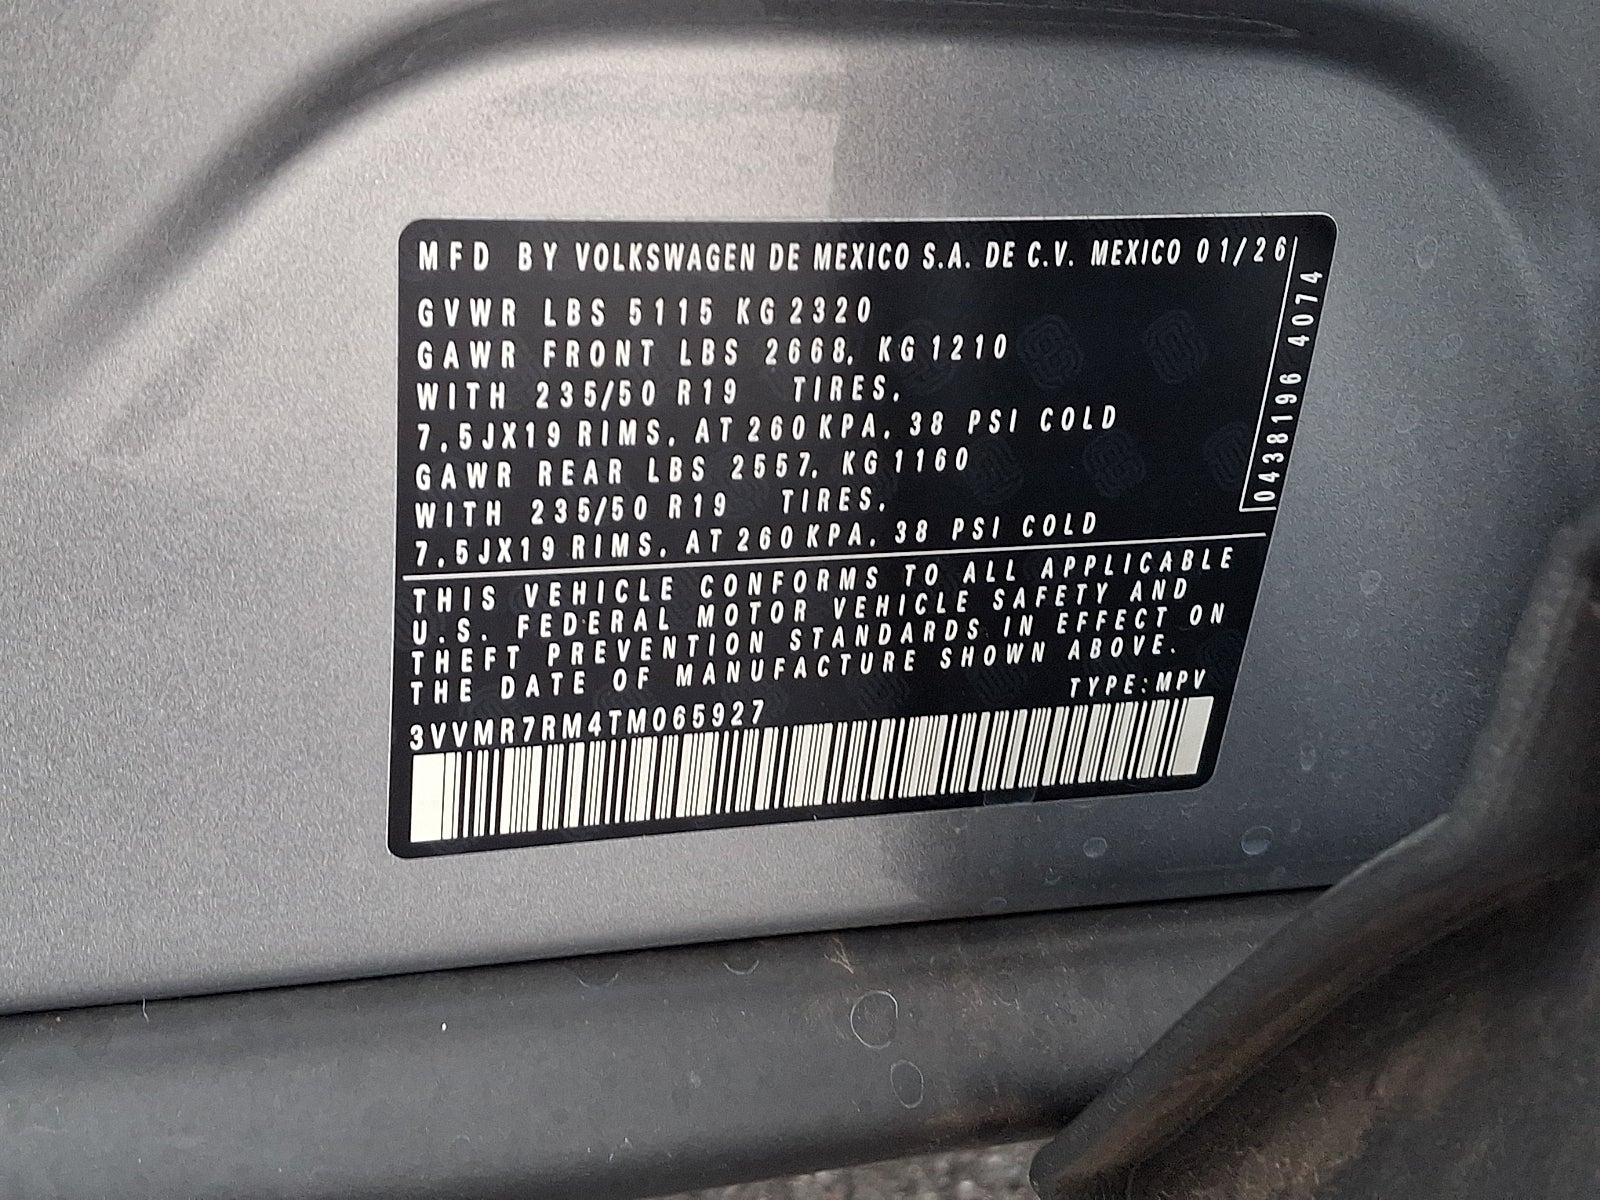 MFD BY VOLKSWAGEN DE MEXICO S.A. DE C.V. MEXICO 01/26
GVWR LBS 5115 KG 2320
GAWR FRONT LBS 2668, KG 1210
WITH 235/50 R19 TIRES,
7,5JX19 RIMS, AT 260 KPA, 38 PSI COLD
GAWR REAR LBS 2557, KG 1160
WITH 235/50 R19 TIRES,
7,5JX19 RIMS, AT 260 KPA, 38 PSI COLD
0438196 4074
THIS VEHICLE CONFORMS TO ALL APPLICABLE
U.S. FEDERAL MOTOR VEHICLE SAFETY AND
THEFT PREVENTION STANDARDS IN EFFECT ON
THE DATE OF MANUFACTURE SHOWN ABOVE.
TYPE:MPV
3VVMR7RM4TM065927